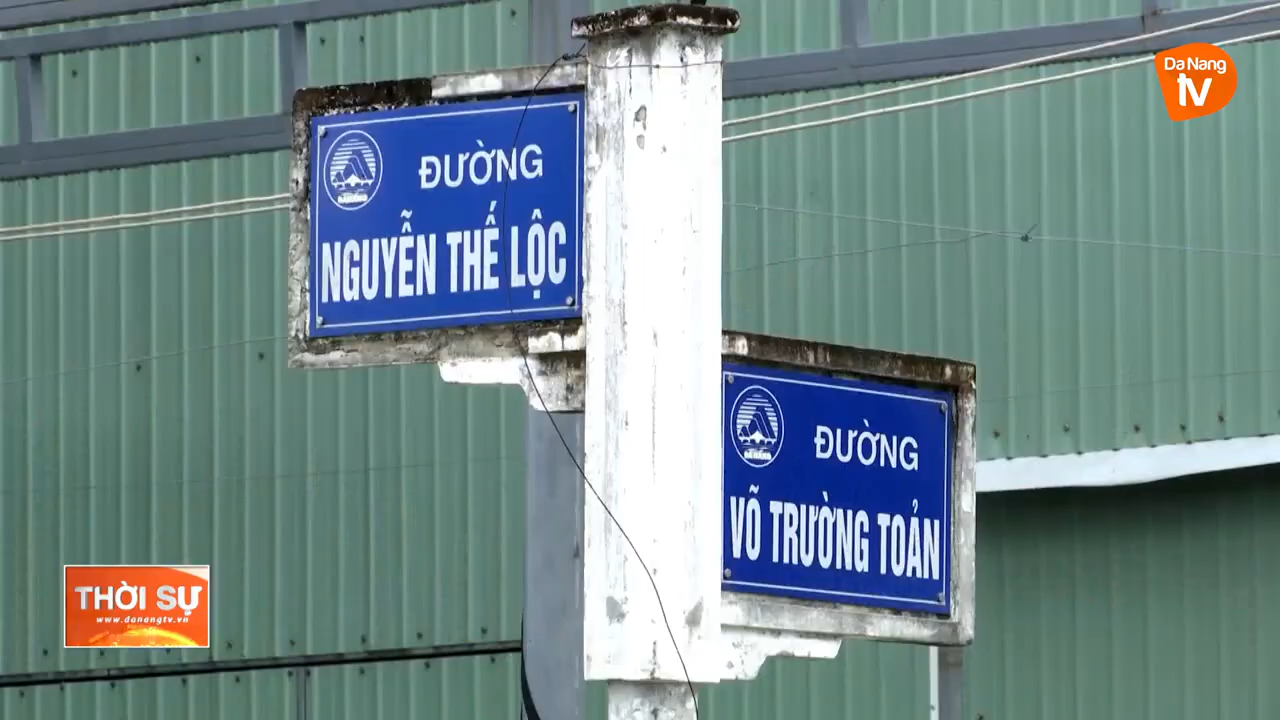 Da Nang
tv
ĐƯỜNG
NGUYỄN THẾ LỘC
ĐƯỜNG
VÕ TRƯỜNG TOẢN
THỜI SỰ
www.danangtv.vn